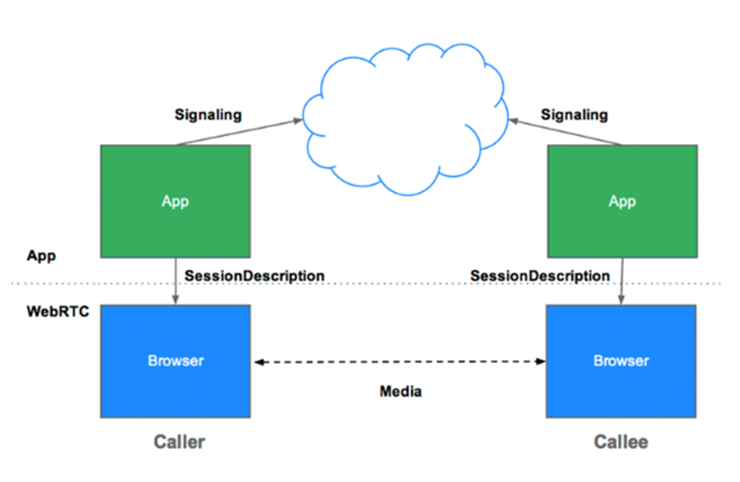 Signaling
Signaling
App
App
App
SessionDescription
SessionDescription
WebRTC
Browser
Browser
Media
Caller
Callee